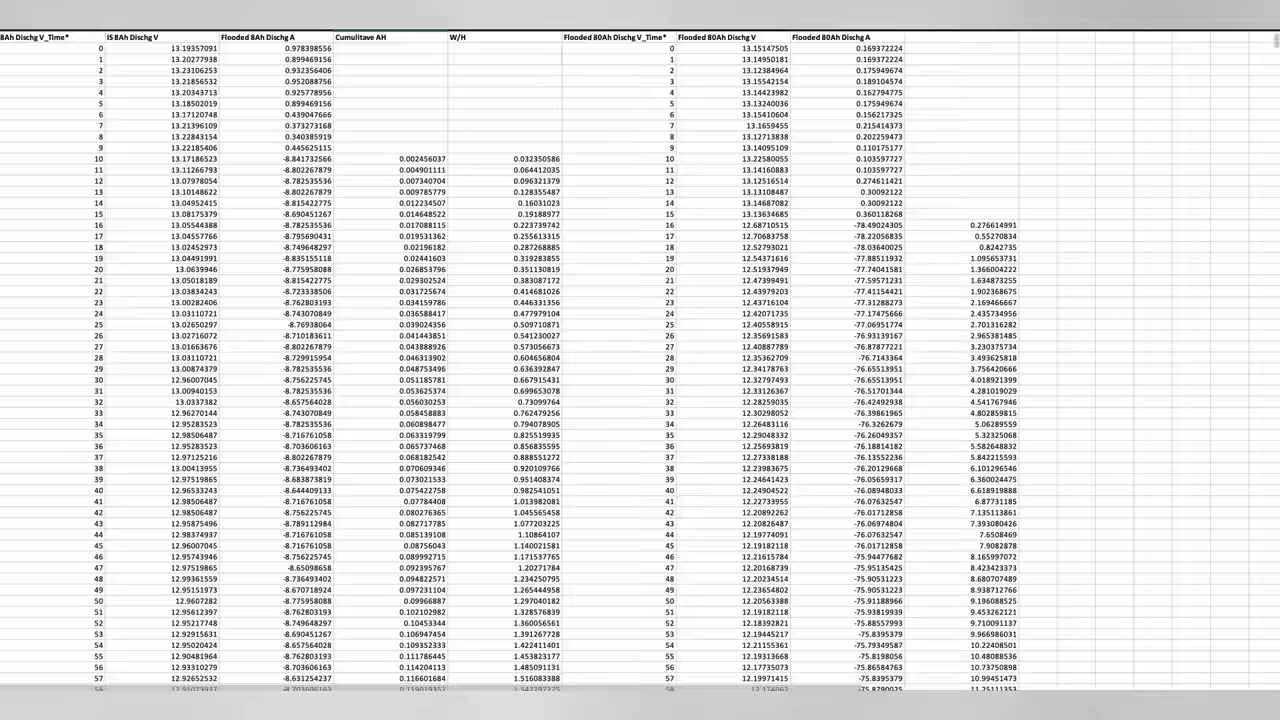 8Ah Dischg V_Time* IS 8Ah Dischg V Flooded 8Ah Dischg A Cumulitave AH W/H Flooded 80Ah Dischg V_Time* Flooded 80Ah Dischg V Flooded 80Ah Dischg A
0 13.19357091 0.978398556 0 13.15147505 0.169372224
1 13.20277938 0.899469156 1 13.14950181 0.169372224
2 13.23106253 0.932356406 2 13.12384964 0.175949674
3 13.21856532 0.952088756 3 13.15542154 0.189104574
4 13.20343713 0.925778956 4 13.14423982 0.162794775
5 13.18502019 0.899469156 5 13.13240036 0.175949674
6 13.17120748 0.439047666 6 13.15410604 0.156217325
7 13.21396109 0.373273168 7 13.1659455 0.215414373
8 13.22843154 0.340385919 8 13.12713838 0.202259473
9 13.22185406 0.445625115 9 13.14095109 0.110175177
10 13.17186523 -8.841732566 0.002456037 0.032350586 10 13.22580055 0.103597727
11 13.11266793 -8.802267879 0.004901111 0.064412035 11 13.14160883 0.103597727
12 13.07978054 -8.782535536 0.007340704 0.096321379 12 13.12516514 0.274611421
13 13.10148622 -8.802267879 0.009785779 0.128355487 13 13.13108487 0.30092122
14 13.04952415 -8.815422775 0.012234507 0.16031023 14 13.14687082 0.30092122
15 13.08175379 -8.690451267 0.014648522 0.19188977 15 13.13634685 0.360118268
16 13.05544388 -8.782535536 0.017088115 0.223739742 16 12.68710515 -78.49024305 0.276614991
17 13.04557766 -8.795690431 0.019531362 0.255613315 17 12.70683758 -78.22056835 0.55270834
18 13.02452973 -8.749648297 0.02196182 0.287268885 18 12.52793021 -78.03640025 0.8242735
19 13.04491991 -8.835155118 0.02441603 0.319283855 19 12.54371616 -77.88511932 1.095653731
20 13.0639946 -8.775958088 0.026853796 0.351130819 20 12.51937949 -77.74041581 1.366004222
21 13.05018189 -8.815422775 0.029302524 0.383087172 21 12.47399491 -77.59571231 1.634873255
22 13.03834243 -8.723338506 0.031725674 0.414681026 22 12.43979203 -77.41154421 1.902368675
23 13.00282406 -8.762803193 0.034159786 0.446331356 23 12.43716104 -77.31288273 2.169466667
24 13.03110721 -8.743070849 0.036588417 0.477979104 24 12.42071735 -77.17475666 2.435734956
25 13.02650297 -8.76938064 0.039024356 0.509710871 25 12.40558915 -77.06951774 2.701316282
26 13.02716072 -8.710183611 0.041443851 0.541230027 26 12.35691583 -76.93139167 2.965381485
27 13.01663676 -8.802267879 0.043888926 0.573056673 27 12.40887789 -76.87877221 3.230375734
28 13.03110721 -8.729915954 0.046313902 0.604656804 28 12.35362709 -76.7143364 3.493625818
29 13.00874379 -8.782535536 0.048753496 0.636392847 29 12.34178763 -76.65513951 3.756420666
30 12.96007045 -8.756225745 0.051185781 0.667915431 30 12.32797493 -76.65513951 4.018921399
31 13.00940153 -8.782535536 0.053625374 0.699653078 31 12.33126367 -76.51701344 4.281019029
32 13.0337382 -8.657564028 0.056030253 0.73099764 32 12.28259035 -76.42492938 4.541767946
33 12.96270144 -8.743070849 0.058458883 0.762479256 33 12.30298052 -76.39861965 4.802859815
34 12.95283523 -8.782535536 0.060898477 0.794078905 34 12.26483116 -76.3262679 5.06289559
35 12.98506487 -8.716761058 0.063319799 0.825519935 35 12.29048332 -76.26049357 5.32325068
36 12.95283523 -8.703606163 0.065737468 0.856835595 36 12.25693819 -76.18814182 5.582648832
37 12.97125216 -8.802267879 0.068182542 0.888551272 37 12.27338188 -76.13552236 5.842215593
38 13.00413955 -8.736493402 0.070609346 0.920109766 38 12.23983675 -76.20129668 6.101296546
39 12.97519865 -8.683873819 0.073021533 0.951408374 39 12.24641423 -76.05659317 6.360024475
40 12.96533243 -8.644409133 0.075422758 0.982541051 40 12.24904522 -76.08948033 6.618919888
41 12.98506487 -8.716761058 0.07784408 1.013982081 41 12.22733955 -76.07632547 6.87731185
42 12.98506487 -8.756225745 0.080276365 1.045565458 42 12.20892262 -76.01712858 7.135113861
43 12.95875496 -8.789112984 0.082717785 1.077203225 43 12.20826487 -76.06974804 7.393080426
44 12.98374937 -8.716761058 0.085139108 1.10864107 44 12.19774091 -76.07632547 7.6508469
45 12.96007045 -8.716761058 0.08756043 1.140021581 45 12.19182118 -76.01712858 7.9082878
46 12.95743946 -8.756225745 0.089992715 1.171537765 46 12.21615784 -75.94477682 8.165997072
47 12.97519865 -8.65098658 0.092395767 1.20271784 47 12.20168739 -75.95135425 8.423423373
48 12.99361559 -8.736493402 0.094822571 1.234250795 48 12.20234514 -75.90531223 8.680707489
49 12.95151973 -8.670718924 0.097231104 1.265444958 49 12.23654802 -75.90531223 8.938712766
50 12.9607282 -8.775958088 0.09966887 1.297040182 50 12.20563388 -75.91188966 9.196088505
51 12.95612397 -8.762803193 0.102102982 1.328576839 51 12.19182118 -75.93819939 9.453262121
52 12.95217748 -8.749648297 0.10453344 1.360056561 52 12.18392821 -75.88557993 9.710091137
53 12.92915631 -8.690451267 0.106947454 1.391267728 53 12.19445217 -75.8395379 9.966986031
54 12.95020424 -8.657564028 0.109352333 1.422411401 54 12.21155361 -75.79349587 10.22408501
55 12.90481964 -8.762803193 0.111786445 1.453823177 55 12.19313668 -75.8198056 10.48088536
56 12.93310279 -8.703606163 0.114204113 1.485091131 56 12.17735073 -75.86584763 10.73750898
57 12.92652532 -8.631254237 0.116601684 1.516083388 57 12.19971415 -75.8395379 10.99451473
58 58